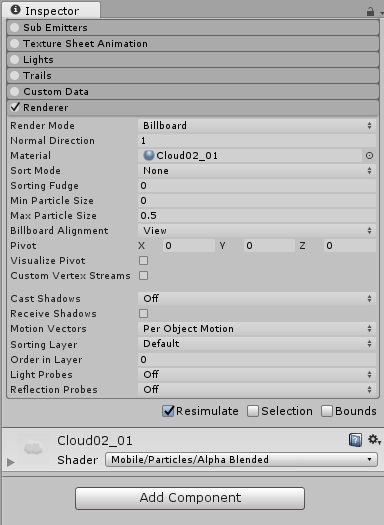 Inspector
Sub Emitters
Texture Sheet Animation
Lights
Trails
Custom Data
Renderer
Render Mode Billboard
Normal Direction 1
Material Cloud02_01
Sort Mode None
Sorting Fudge 0
Min Particle Size 0
Max Particle Size 0.5
Billboard Alignment View
Pivot X 0 Y 0 Z 0
Visualize Pivot
Custom Vertex Streams
Cast Shadows Off
Receive Shadows
Motion Vectors Per Object Motion
Sorting Layer Default
Order in Layer 0
Light Probes Off
Reflection Probes Off
Resimulate Selection Bounds
Cloud02_01
Shader Mobile/Particles/Alpha Blended
Add Component